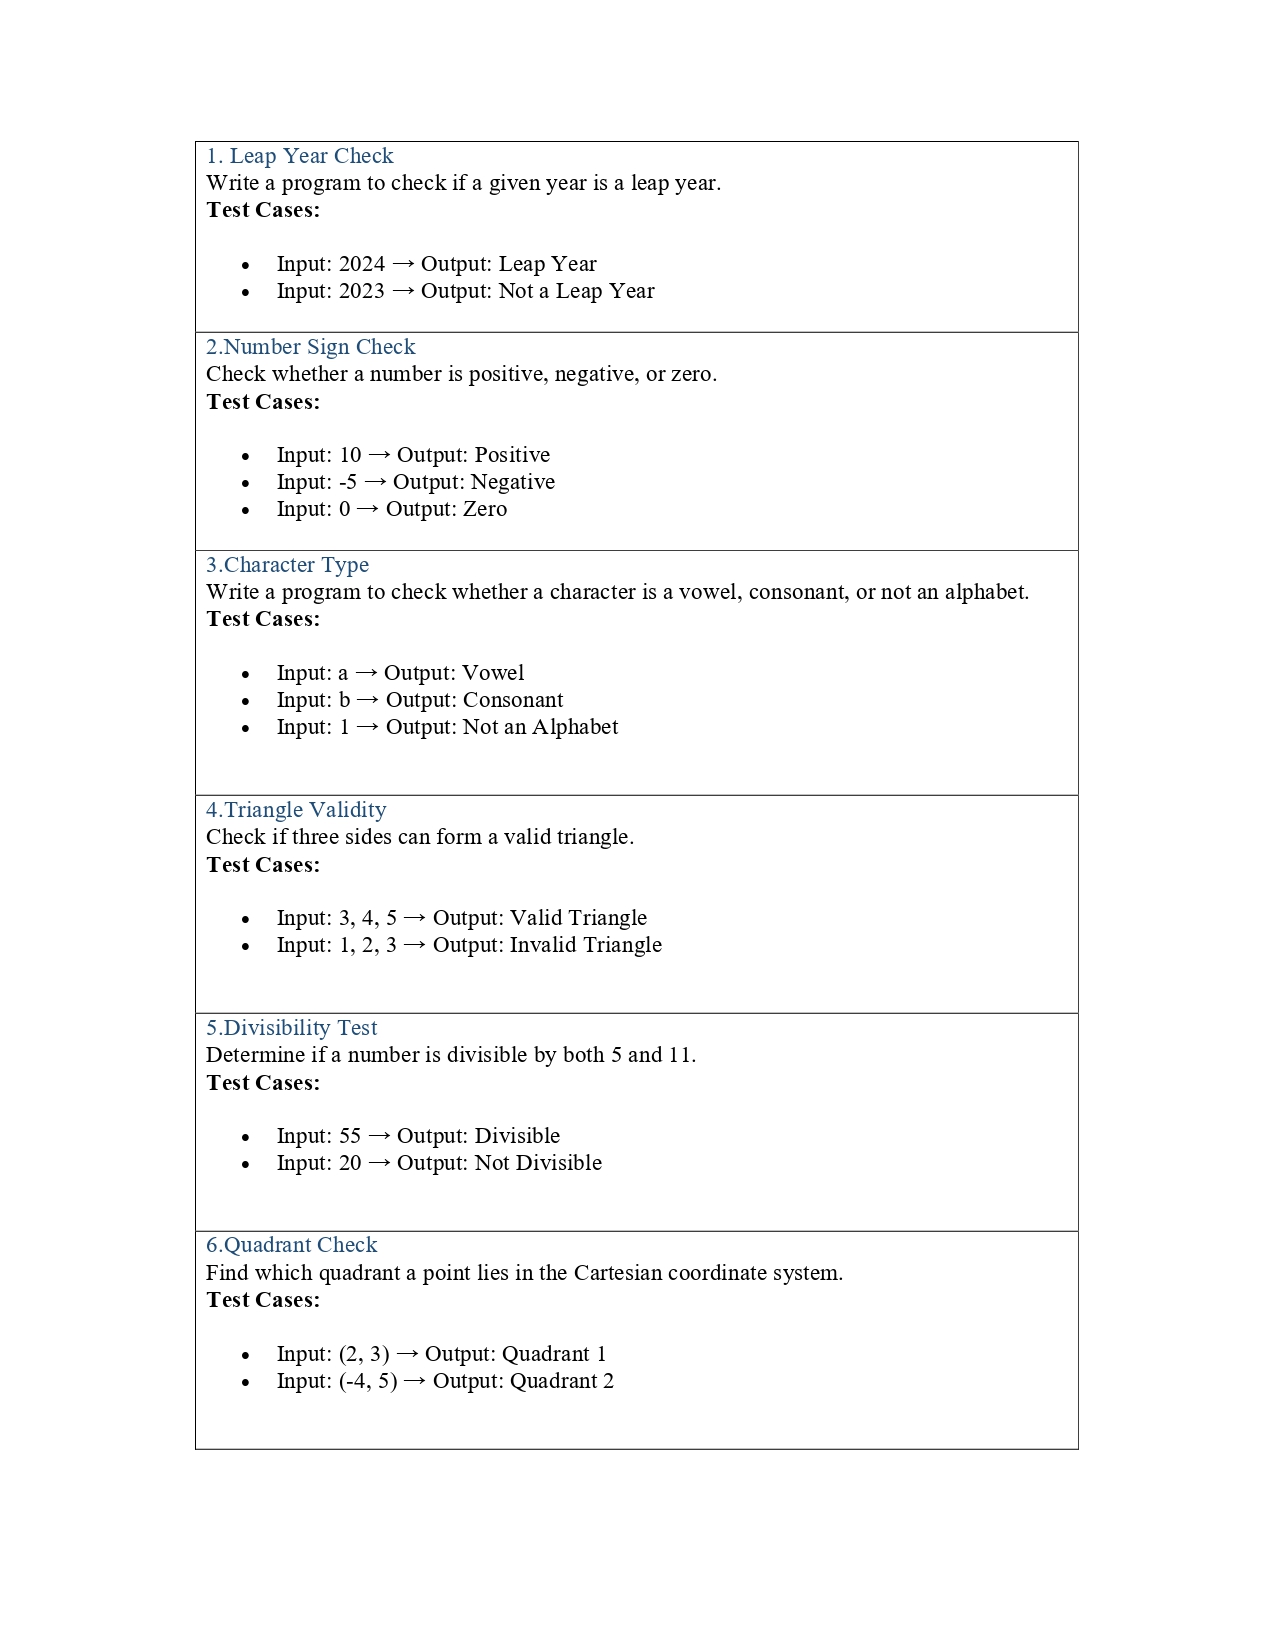 1. Leap Year Check
Write a program to check if a given year is a leap year.
Test Cases:
• Input: 2024 → Output: Leap Year
• Input: 2023 → Output: Not a Leap Year
2.Number Sign Check
Check whether a number is positive, negative, or zero.
Test Cases:
• Input: 10 → Output: Positive
• Input: -5 → Output: Negative
• Input: 0 → Output: Zero
3.Character Type
Write a program to check whether a character is a vowel, consonant, or not an alphabet.
Test Cases:
• Input: a → Output: Vowel
• Input: b → Output: Consonant
• Input: 1 → Output: Not an Alphabet
4.Triangle Validity
Check if three sides can form a valid triangle.
Test Cases:
• Input: 3, 4, 5 → Output: Valid Triangle
• Input: 1, 2, 3 → Output: Invalid Triangle
5.Divisibility Test
Determine if a number is divisible by both 5 and 11.
Test Cases:
• Input: 55 → Output: Divisible
• Input: 20 → Output: Not Divisible
6.Quadrant Check
Find which quadrant a point lies in the Cartesian coordinate system.
Test Cases:
• Input: (2, 3) → Output: Quadrant 1
• Input: (-4, 5) → Output: Quadrant 2